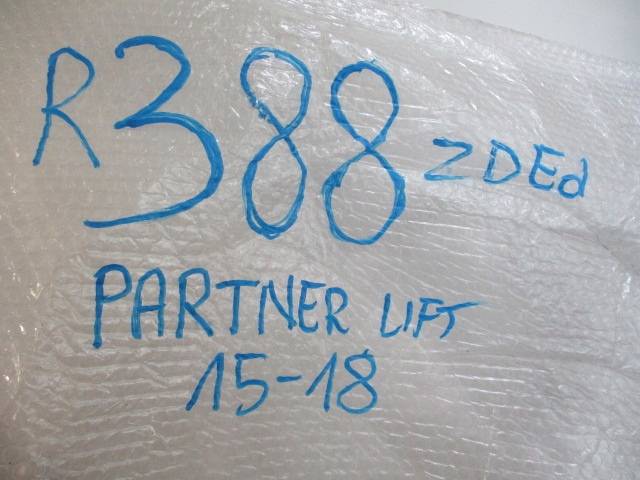 R388 ZDEd
PARTNER LIFT
15-18